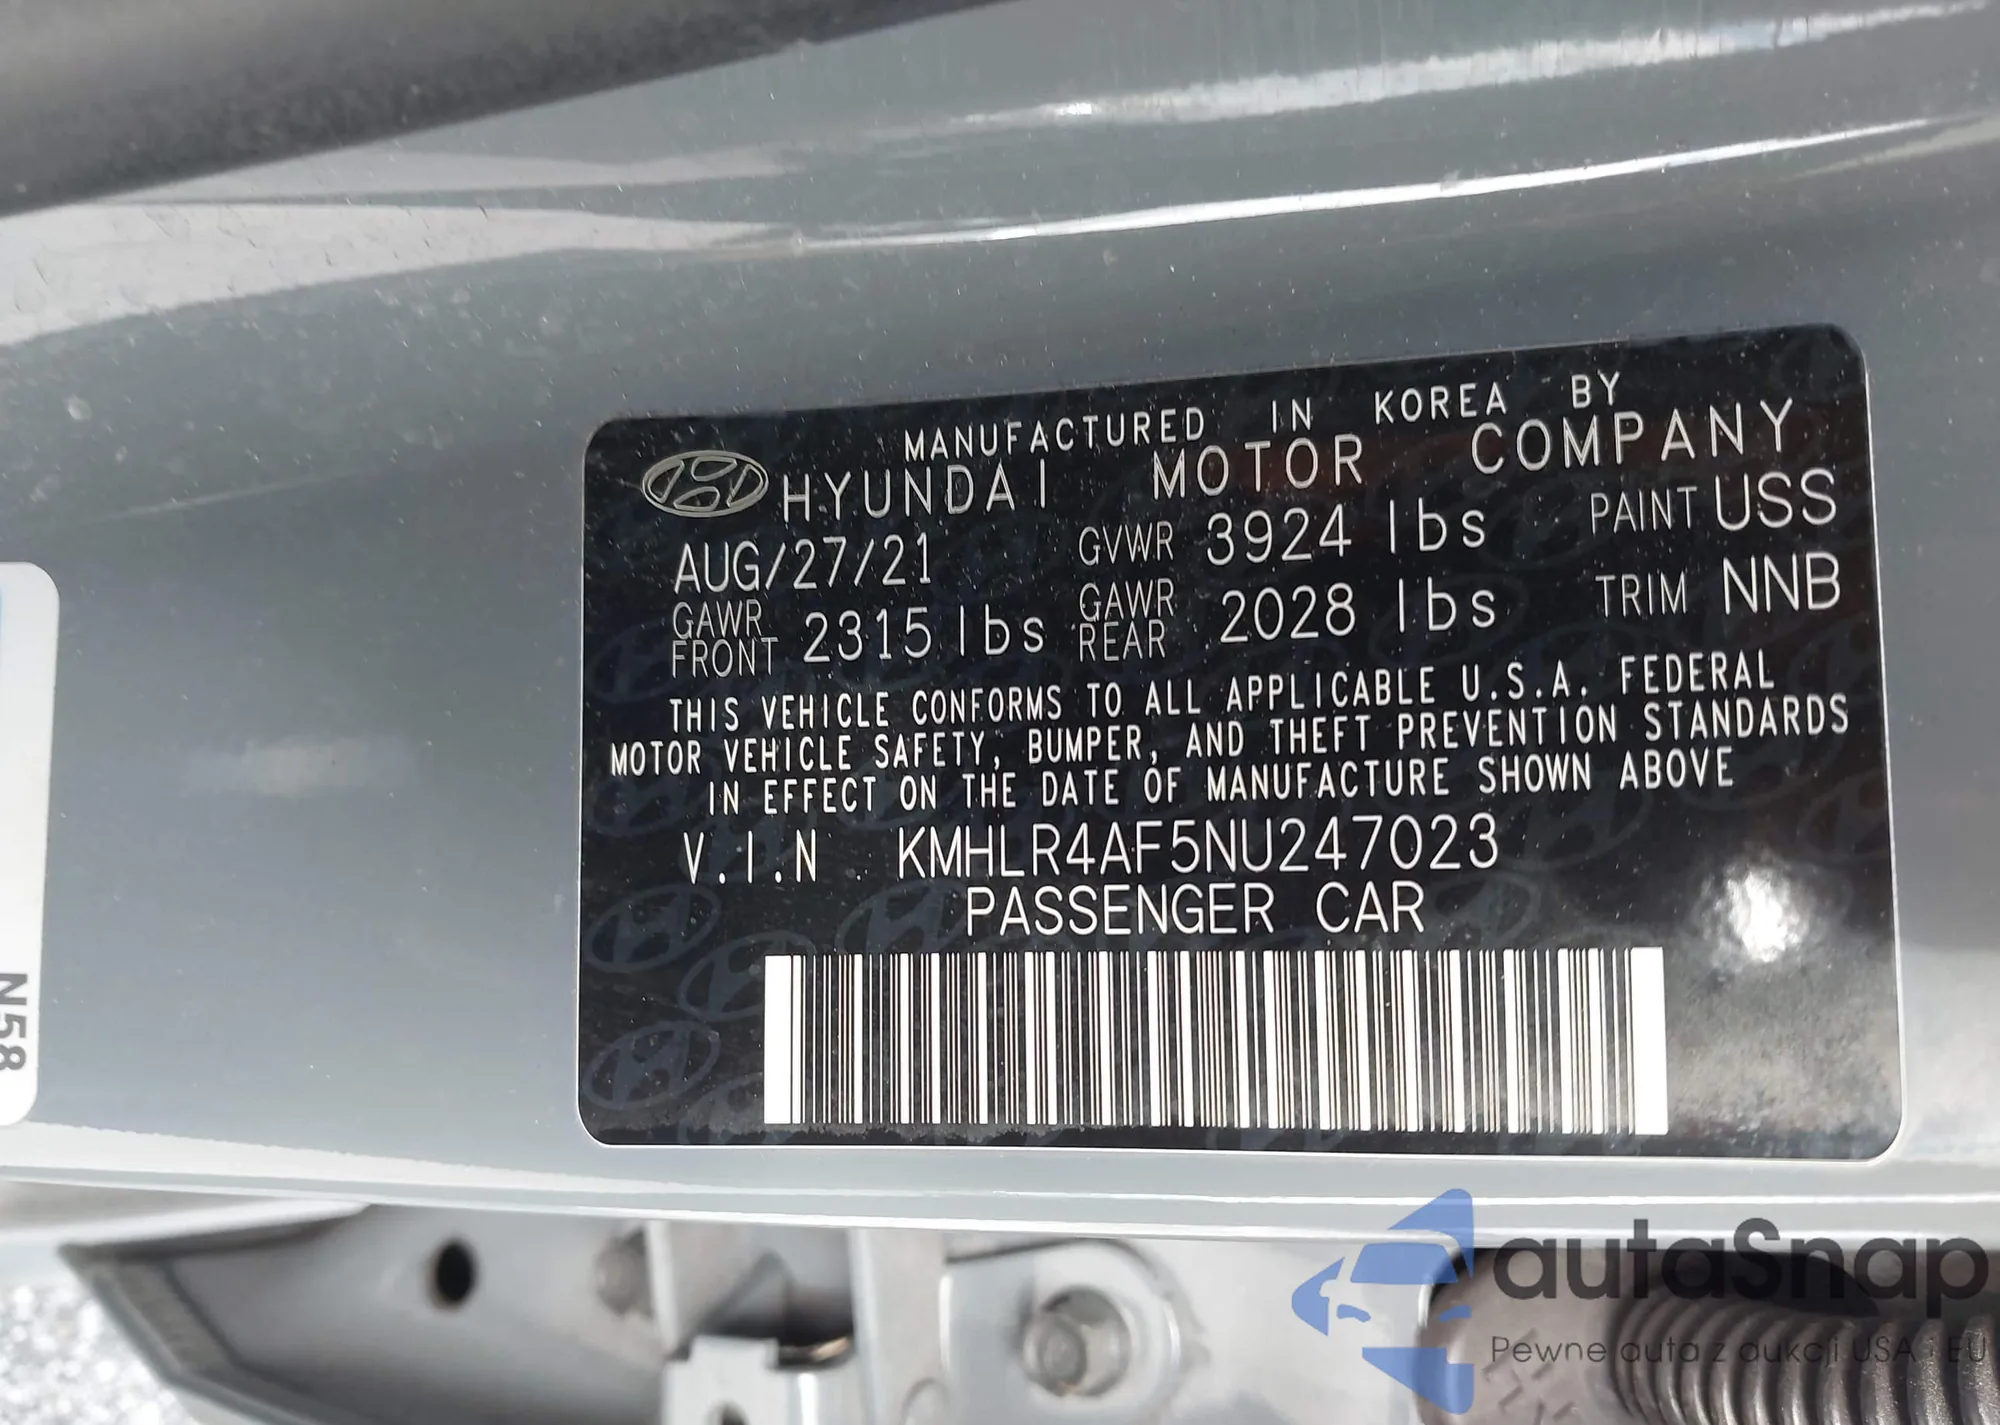 MANUFACTURED IN KOREA BY
HYUNDAI MOTOR COMPANY
AUG/27/21 GVWR 3924 lbs PAINT USS
GAWR FRONT 2315 lbs GAWR REAR 2028 lbs TRIM NNB
THIS VEHICLE CONFORMS TO ALL APPLICABLE U.S.A. FEDERAL
MOTOR VEHICLE SAFETY, BUMPER, AND THEFT PREVENTION STANDARDS
IN EFFECT ON THE DATE OF MANUFACTURE SHOWN ABOVE
V.I.N. KMHLR4AF5NU247023
PASSENGER CAR
N58
autaSnap
Pewne auta z aukcji USA i EU